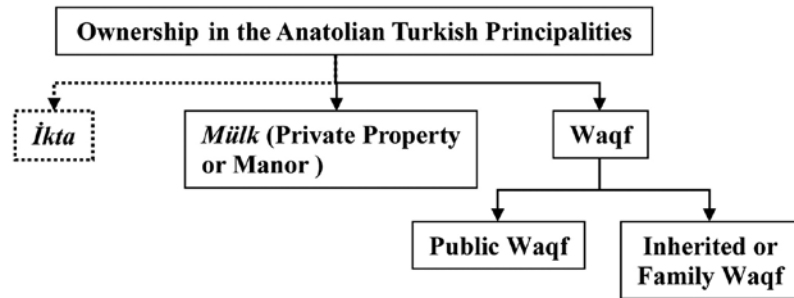 Ownership in the Anatolian Turkish Principalities
İkta
Mülk (Private Property
or Manor )
Waqf
Public Waqf
Inherited or
Family Waqf